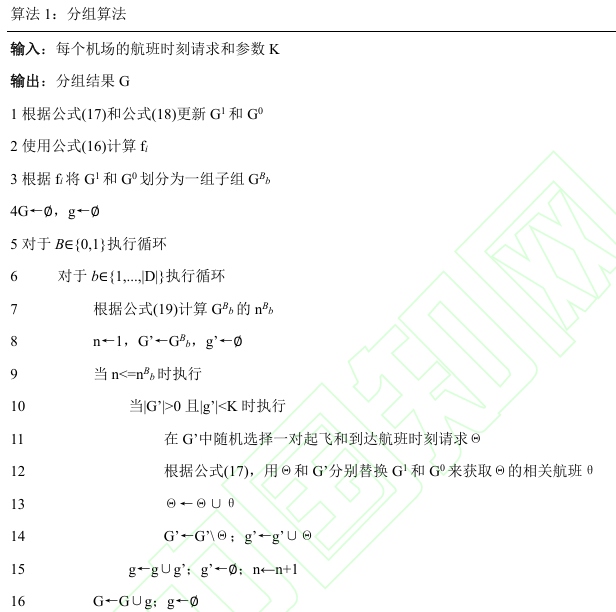 算法 1：分组算法
输入：每个机场的航班时刻请求和参数 K
输出：分组结果 G
1 根据公式(17)和公式(18)更新 G¹ 和 G⁰
2 使用公式(16)计算 fᵢ
3 根据 fᵢ 将 G¹ 和 G⁰ 划分为一组子组 G^B_b
4G←∅，g←∅
5 对于 B∈{0,1}执行循环
6 对于 b∈{1,...,|D|}执行循环
7 根据公式(19)计算 G^B_b 的 n^B_b
8 n←1，G’←G^B_b，g’←∅
9 当 n<=n^B_b 时执行
10 当|G’|>0 且|g’|<K 时执行
11 在 G’中随机选择一对起飞和到达航班时刻请求 Θ
12 根据公式(17)，用 Θ 和 G’分别替换 G¹ 和 G⁰ 来获取 Θ 的相关航班 θ
13 Θ←Θ∪θ
14 G’←G’\Θ；g’←g’∪Θ
15 g←g∪g’；g’←∅；n←n+1
16 G←G∪g；g←∅